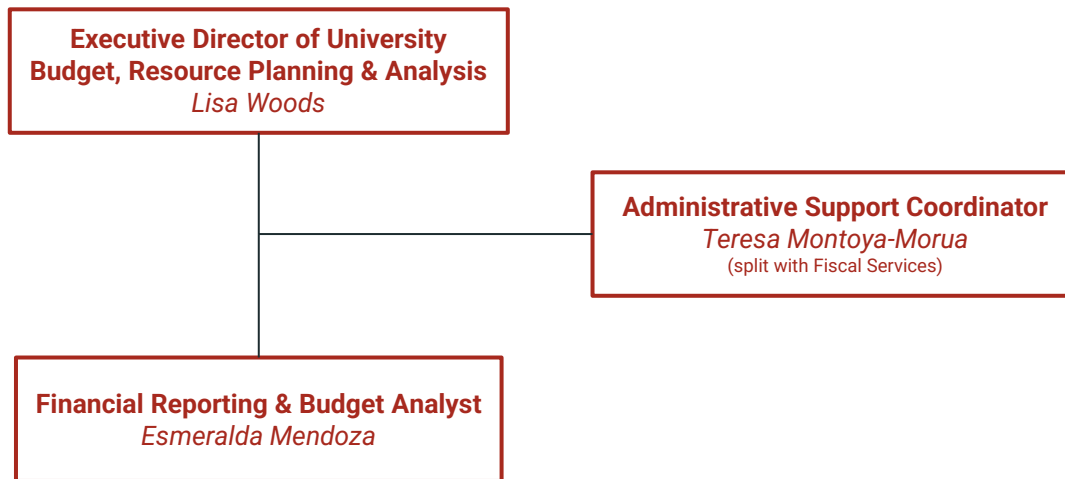 Executive Director of University
Budget, Resource Planning & Analysis
Lisa Woods
Administrative Support Coordinator
Teresa Montoya-Morua
(split with Fiscal Services)
Financial Reporting & Budget Analyst
Esmeralda Mendoza